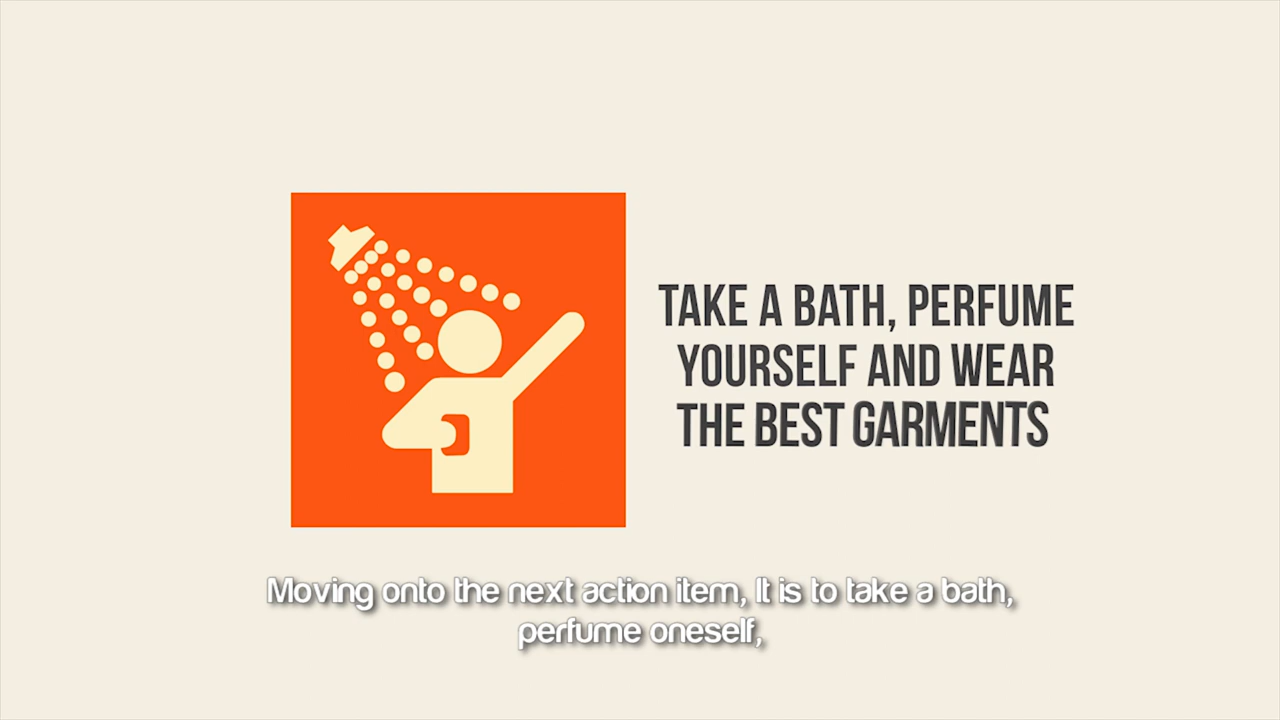 TAKE A BATH, PERFUME
YOURSELF AND WEAR
THE BEST GARMENTS
Moving onto the next action item, It is to take a bath,
perfume oneself,